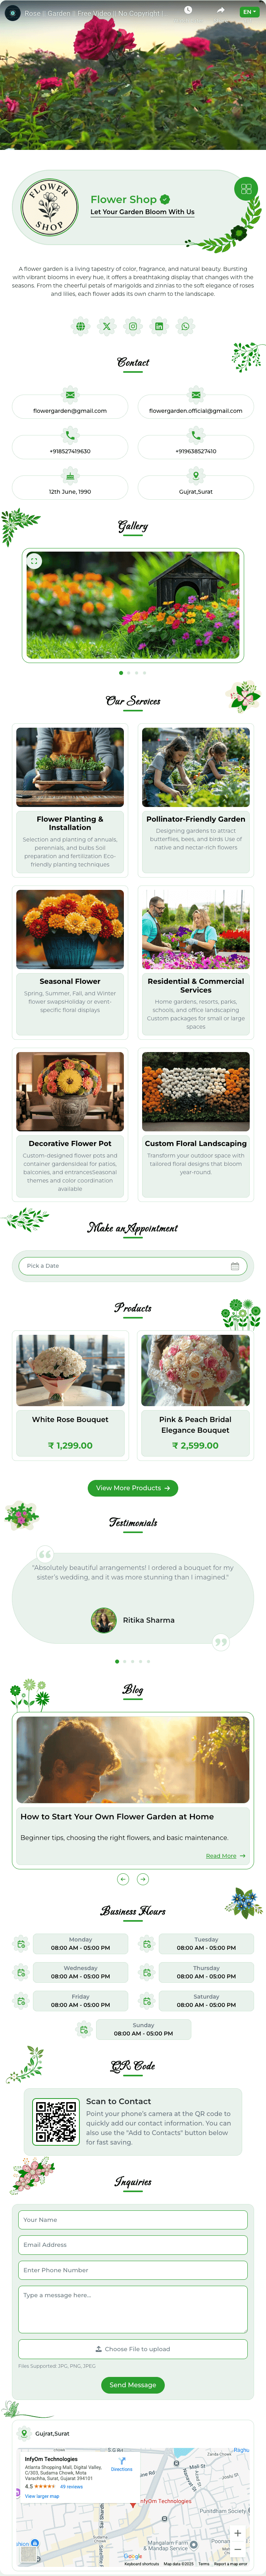 Rose || Garden || Free Video || No Copyright |
EN
FLOWER
SHOP
Flower Shop
Let Your Garden Bloom With Us
A flower garden is a living tapestry of color, fragrance, and natural beauty. Bursting
with vibrant blooms in every hue, it offers a breathtaking display that changes with the
seasons. From the cheerful petals of marigolds and zinnias to the soft elegance of roses
and lilies, each flower adds its own charm to the landscape.
Contact
flowergarden@gmail.com
flowergarden.official@gmail.com
+918527419630
+919638527410
12th June, 1990
Gujrat,Surat
Gallery
Our Services
Flower Planting &
Installation
Selection and planting of annuals,
perennials, and bulbs Soil
preparation and fertilization Eco-
friendly planting techniques
Pollinator-Friendly Garden
Designing gardens to attract
butterflies, bees, and birds Use of
native and nectar-rich flowers
Seasonal Flower
Spring, Summer, Fall, and Winter
flower swapsHoliday or event-
specific floral displays
Residential & Commercial
Services
Home gardens, resorts, parks,
schools, and office landscaping
Custom packages for small or large
spaces
Decorative Flower Pot
Custom-designed flower pots and
container gardensIdeal for patios,
balconies, and entrancesSeasonal
themes and color coordination
available
Custom Floral Landscaping
Transform your outdoor space with
tailored floral designs that bloom
year-round.
Make an Appointment
Pick a Date
Products
White Rose Bouquet
₹ 1,299.00
Pink & Peach Bridal
Elegance Bouquet
₹ 2,599.00
View More Products
Testimonials
"Absolutely beautiful arrangements! I ordered a bouquet for my
sister's wedding, and it was more stunning than I imagined."
Ritika Sharma
Blog
How to Start Your Own Flower Garden at Home
Beginner tips, choosing the right flowers, and basic maintenance.
Read More
Business Hours
Monday
08:00 AM - 05:00 PM
Tuesday
08:00 AM - 05:00 PM
Wednesday
08:00 AM - 05:00 PM
Thursday
08:00 AM - 05:00 PM
Friday
08:00 AM - 05:00 PM
Saturday
08:00 AM - 05:00 PM
Sunday
08:00 AM - 05:00 PM
QR Code
Scan to Contact
Point your phone's camera at the QR code to
quickly add our contact information. You can
also use the "Add to Contacts" button below
for fast saving.
Inquiries
Your Name
Email Address
Enter Phone Number
Type a message here...
Choose File to upload
Files Supported: JPG, PNG, JPEG
Send Message
Gujrat,Surat
InfyOm Technologies
Atlanta Shopping Mall, Digital Valley,
C/303, Sudama Chowk, Mota
Varachha, Surat, Gujarat 394101
4.5
49 reviews
View larger map
Directions
InfyOm Technologies
Puntitham Society
Mangalam Farm
& Mandap Service
Google
Keyboard shortcuts
Map data ©2025
Terms
Report a map error